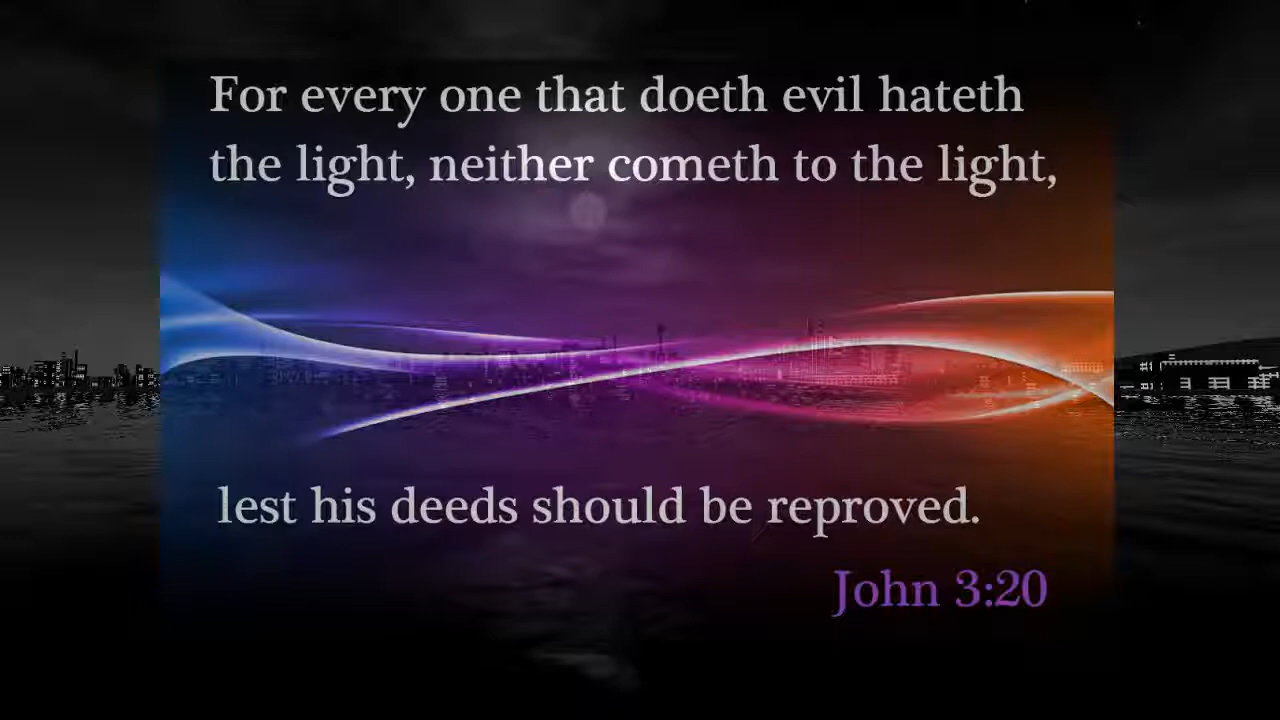 For every one that doeth evil hateth
the light, neither cometh to the light,
lest his deeds should be reproved.
John 3:20